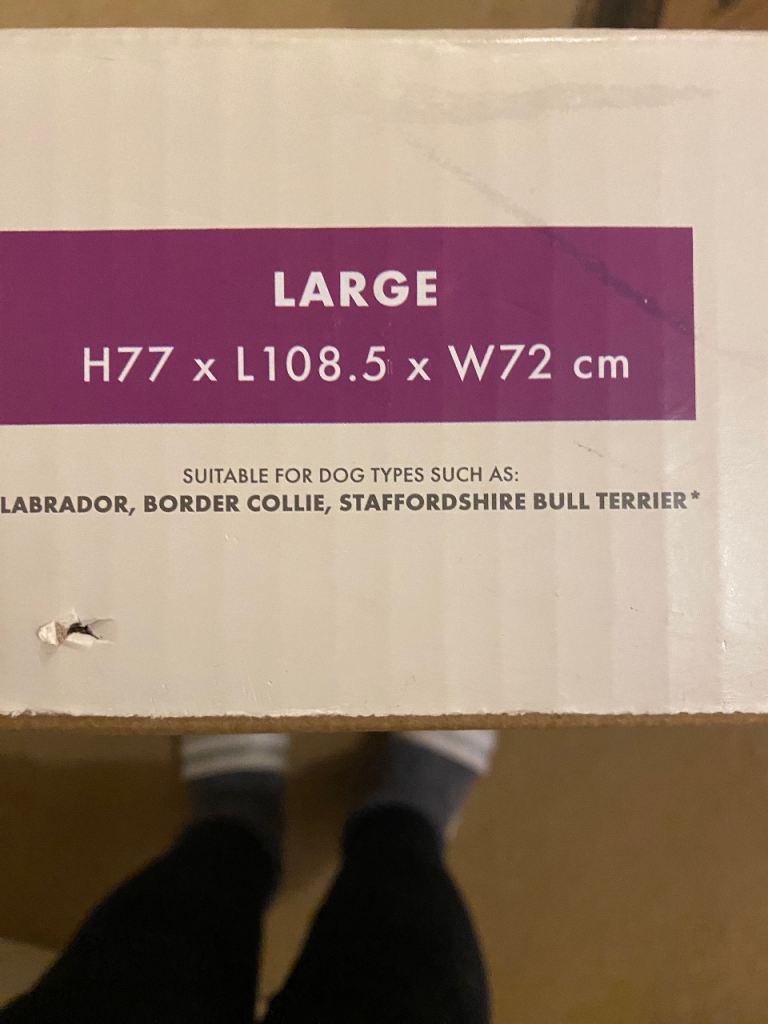 LARGE
H77 x L108.5 x W72 cm
SUITABLE FOR DOG TYPES SUCH AS:
LABRADOR, BORDER COLLIE, STAFFORDSHIRE BULL TERRIER*